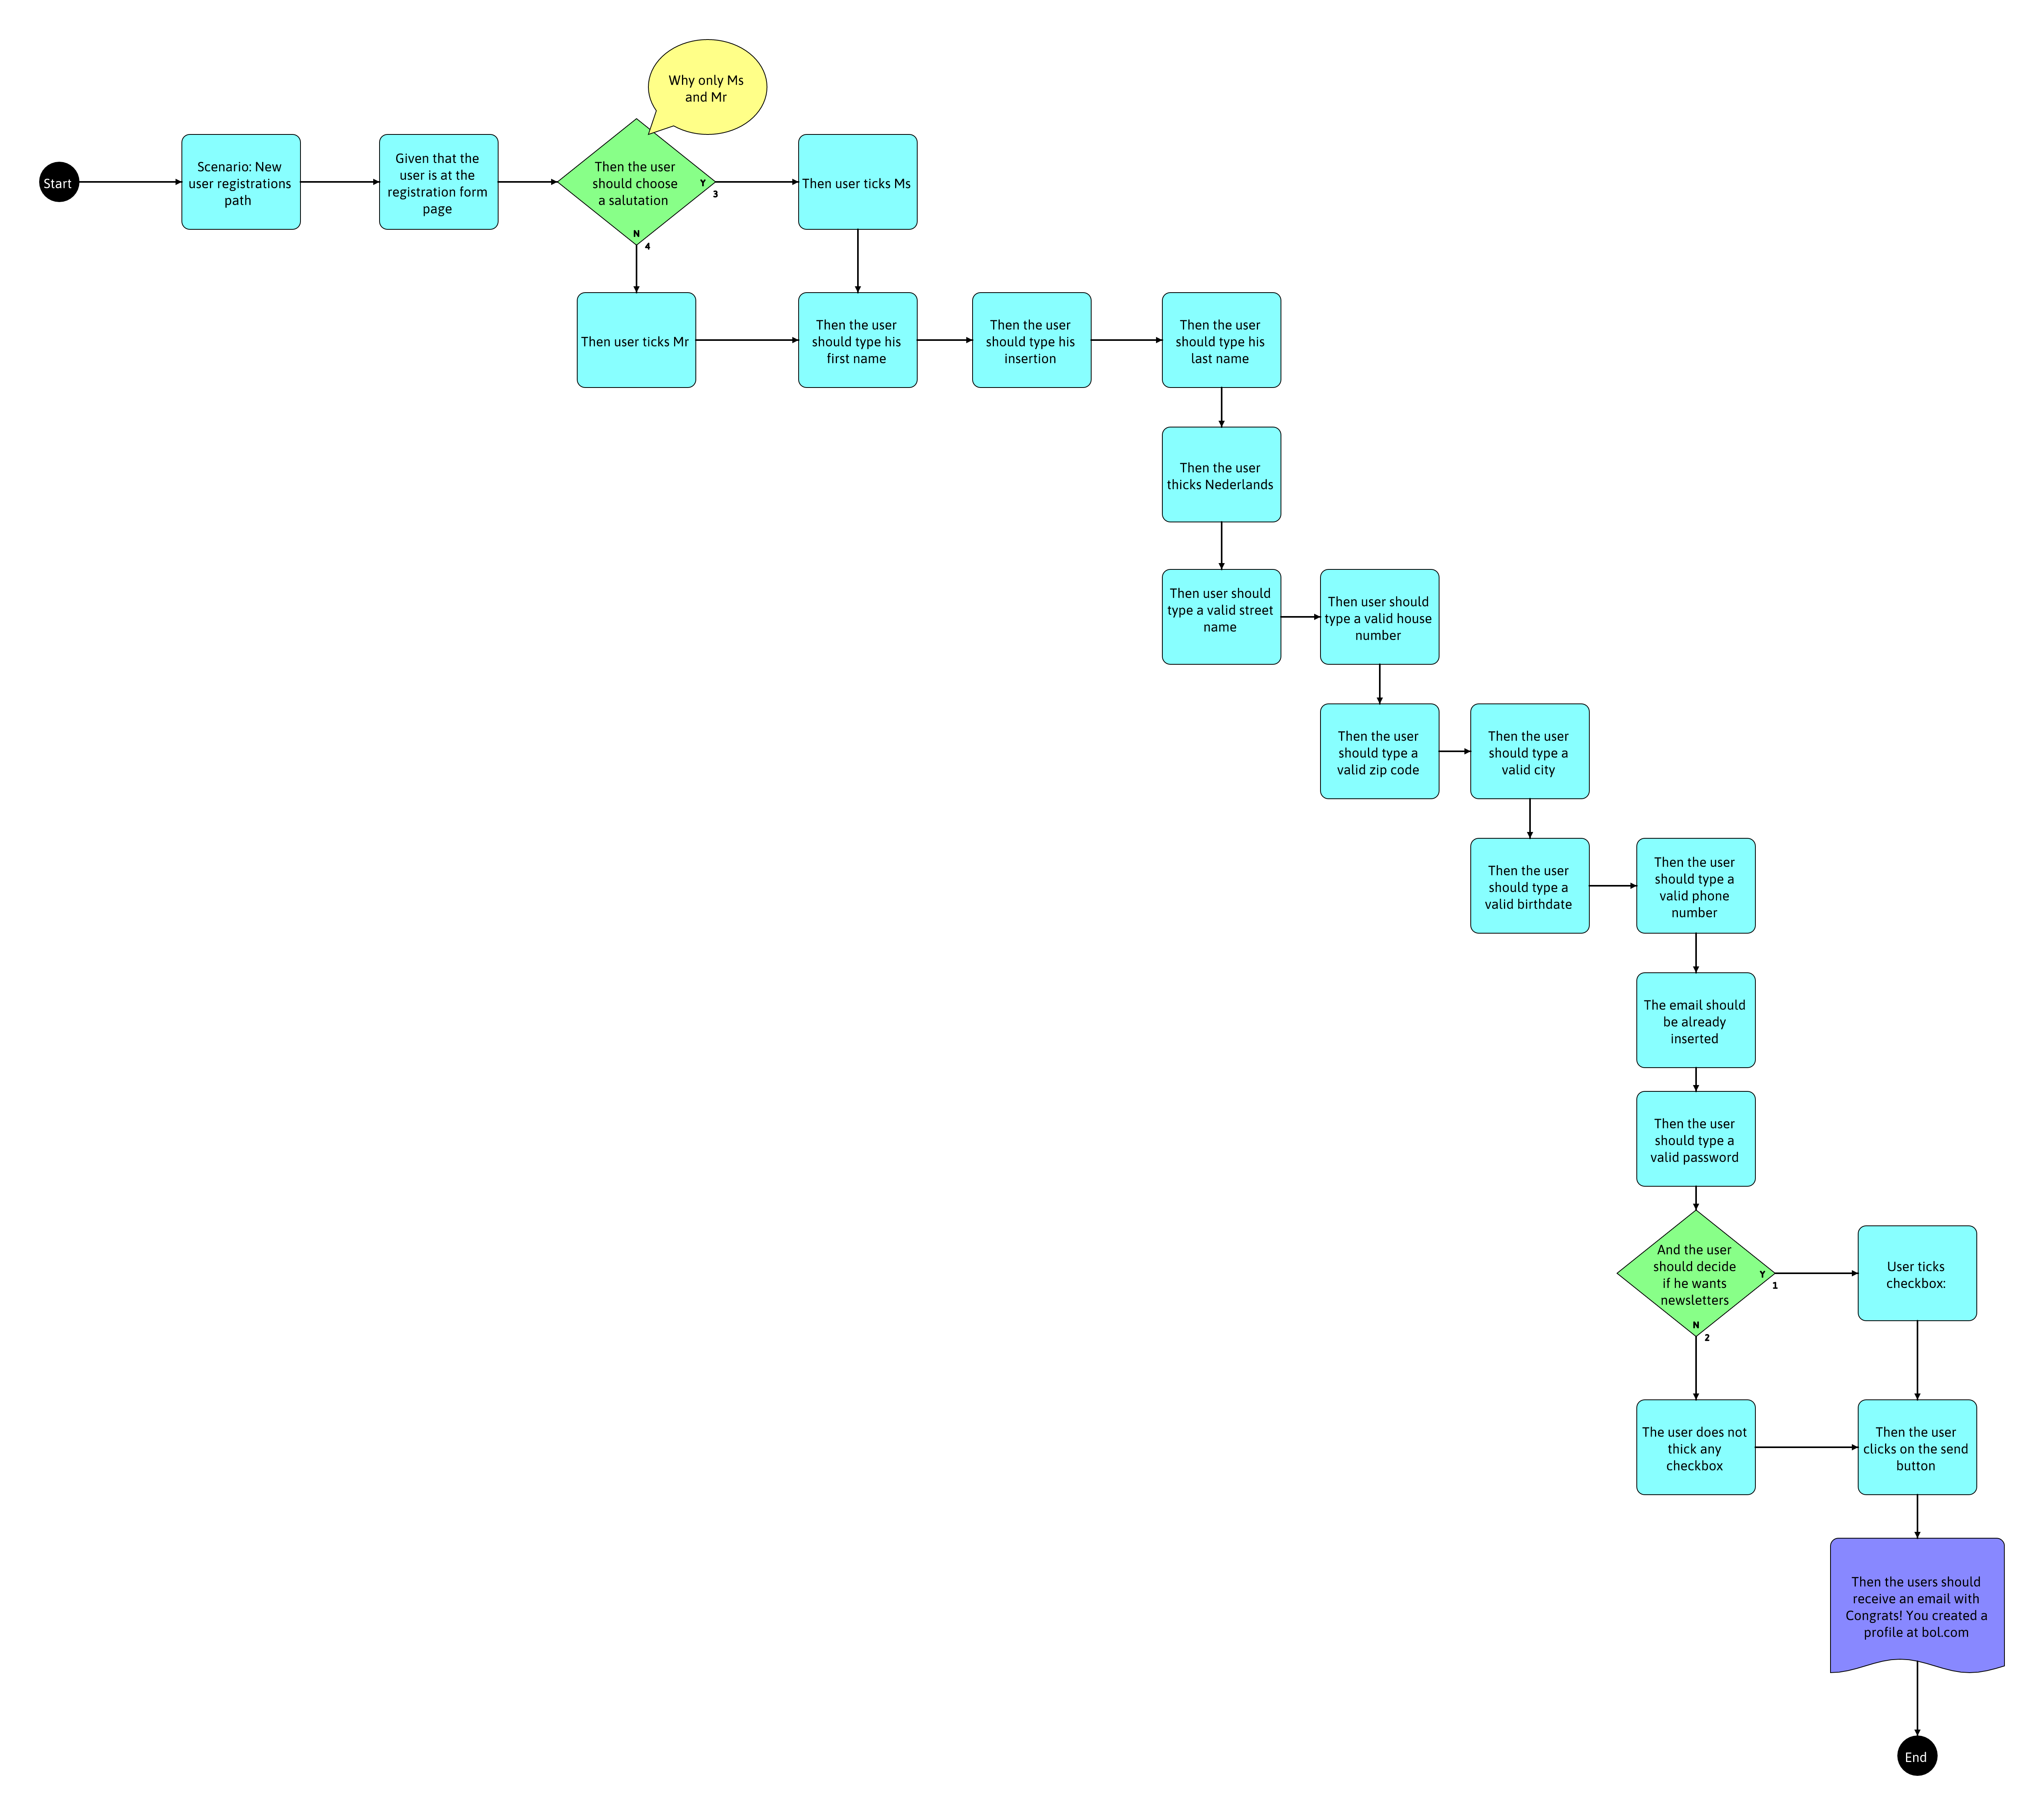 Why only Ms
and Mr
Start
Scenario: New
user registrations
path
Given that the
user is at the
registration form
page
Then the user
should choose
a salutation
Y
3
N
4
Then user ticks Ms
Then user ticks Mr
Then the user
should type his
first name
Then the user
should type his
insertion
Then the user
should type his
last name
Then the user
thicks Nederlands
Then user should
type a valid street
name
Then user should
type a valid house
number
Then the user
should type a
valid zip code
Then the user
should type a
valid city
Then the user
should type a
valid birthdate
Then the user
should type a
valid phone
number
The email should
be already
inserted
Then the user
should type a
valid password
And the user
should decide
if he wants
newsletters
Y
1
N
2
User ticks
checkbox:
The user does not
thick any
checkbox
Then the user
clicks on the send
button
Then the users should
receive an email with
Congrats! You created a
profile at bol.com
End